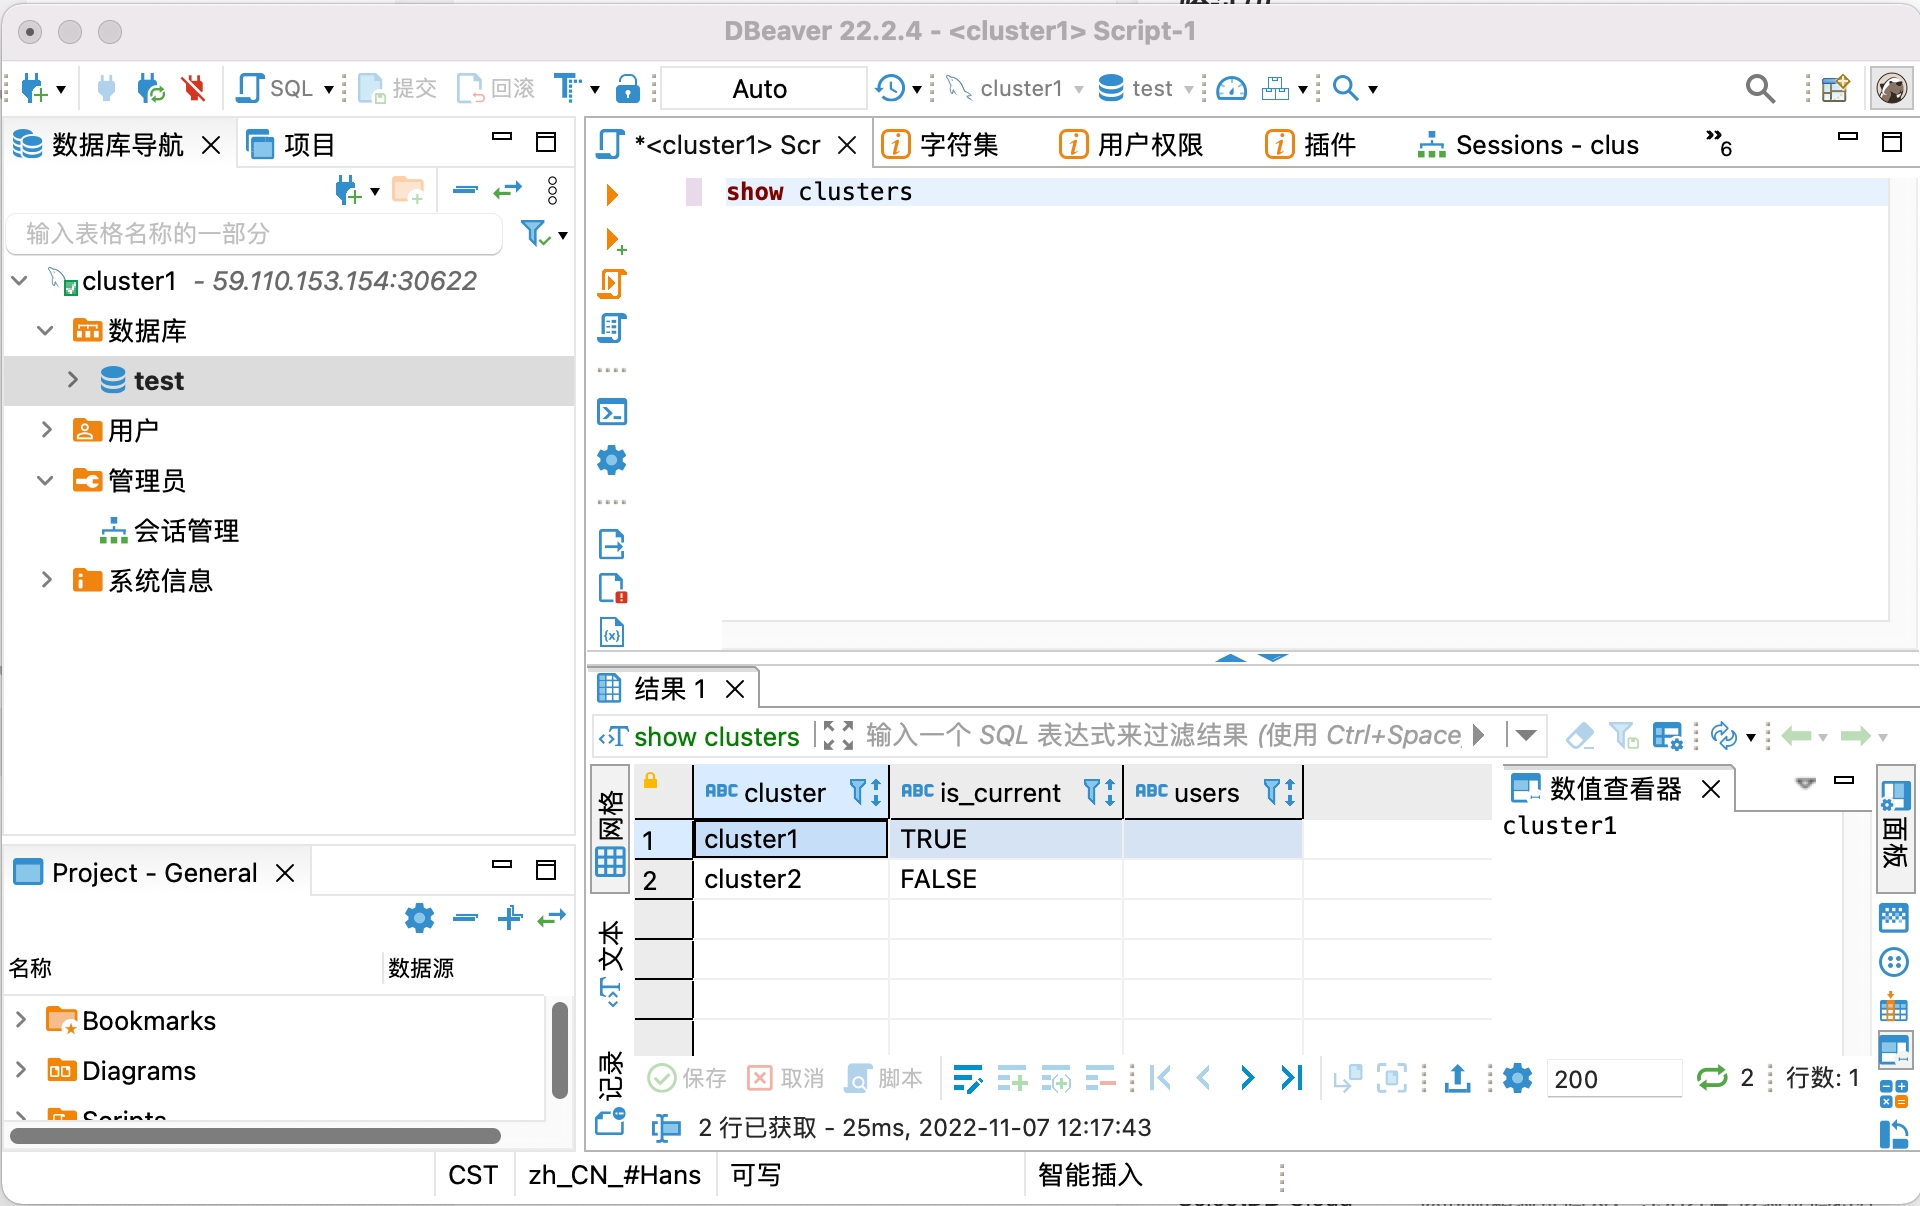 DBeaver 22.2.4 - <cluster1> Script-1
SQL 提交 回滚 Auto cluster1 test
数据库导航 项目
*<cluster1> Scr 字符集 用户权限 插件 Sessions - clus »6
输入表格名称的一部分
show clusters
cluster1 - 59.110.153.154:30622
数据库
test
用户
管理员
会话管理
系统信息
结果 1
show clusters 输入一个 SQL 表达式来过滤结果 (使用 Ctrl+Space
网格
文本
记录
ABC cluster ABC is_current ABC users
1 cluster1 TRUE
2 cluster2 FALSE
数值查看器
cluster1
面板
Project - General
名称 数据源
Bookmarks
Diagrams
Scripts
保存 取消 脚本 200 2 行数: 1
2 行已获取 - 25ms, 2022-11-07 12:17:43
CST zh_CN_#Hans 可写 智能插入